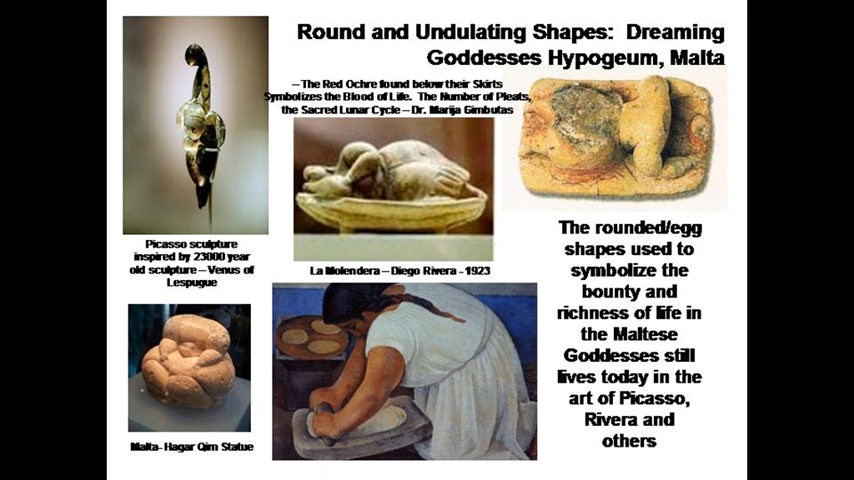 Round and Undulating Shapes: Dreaming
Goddesses Hypogeum, Malta
– The Red Ochre found below their Skirts
Symbolizes the Blood of Life. The Number of Pleats,
the Sacred Lunar Cycle – Dr. Marija Gimbutas
Picasso sculpture
inspired by 23000 year
old sculpture – Venus of
Lespugue
La Molendera – Diego Rivera - 1923
Malta- Hagar Qim Statue
The rounded/egg
shapes used to
symbolize the
bounty and
richness of life in
the Maltese
Goddesses still
lives today in the
art of Picasso,
Rivera and
others